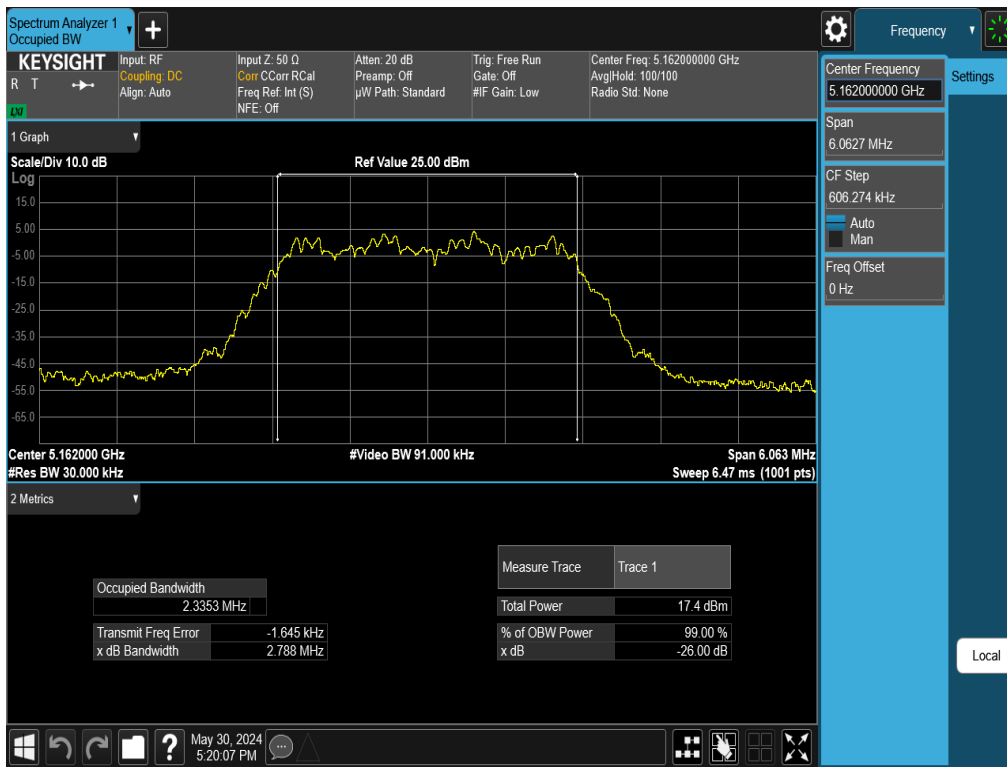 Spectrum Analyzer 1
Occupied BW
Frequency
KEYSIGHT
R T
LXI
Input: RF
Coupling: DC
Align: Auto
Input Z: 50 Ω
Corr CCorr RCal
Freq Ref: Int (S)
NFE: Off
Atten: 20 dB
Preamp: Off
µW Path: Standard
Trig: Free Run
Gate: Off
#IF Gain: Low
Center Freq: 5.162000000 GHz
Avg|Hold: 100/100
Radio Std: None
Center Frequency
5.162000000 GHz
Settings
Span
6.0627 MHz
CF Step
606.274 kHz
Auto
Man
Freq Offset
0 Hz
Local
1 Graph
Scale/Div 10.0 dB
Ref Value 25.00 dBm
Log
15.0
5.00
-5.00
-15.0
-25.0
-35.0
-45.0
-55.0
-65.0
Center 5.162000 GHz
#Video BW 91.000 kHz
Span 6.063 MHz
#Res BW 30.000 kHz
Sweep 6.47 ms (1001 pts)
2 Metrics
Measure Trace Trace 1
Occupied Bandwidth
2.3353 MHz
Total Power 17.4 dBm
Transmit Freq Error -1.645 kHz
% of OBW Power 99.00 %
x dB Bandwidth 2.788 MHz
x dB -26.00 dB
May 30, 2024
5:20:07 PM